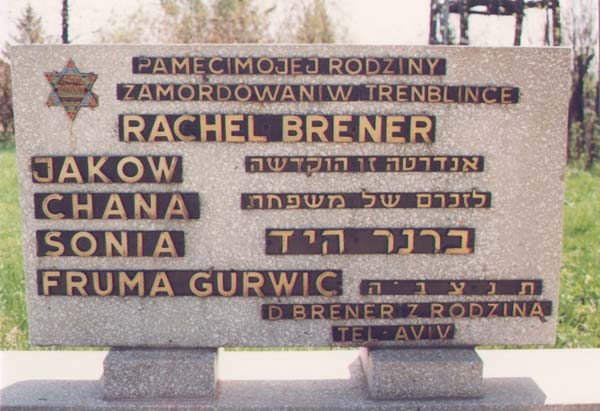 PAMĘCI MOJEJ RODZINY
ZAMORDOWANI W TRENBLINCE
RACHEL BRENER
JAKOW אנדרטה זו הוקדשה
CHANA לזכרם של משפחת
SONIA ברנר הי"ד
FRUMA GURWIC ת נ צ ב " ה
D BRENER Z RODZINĄ
TEL-AVIV